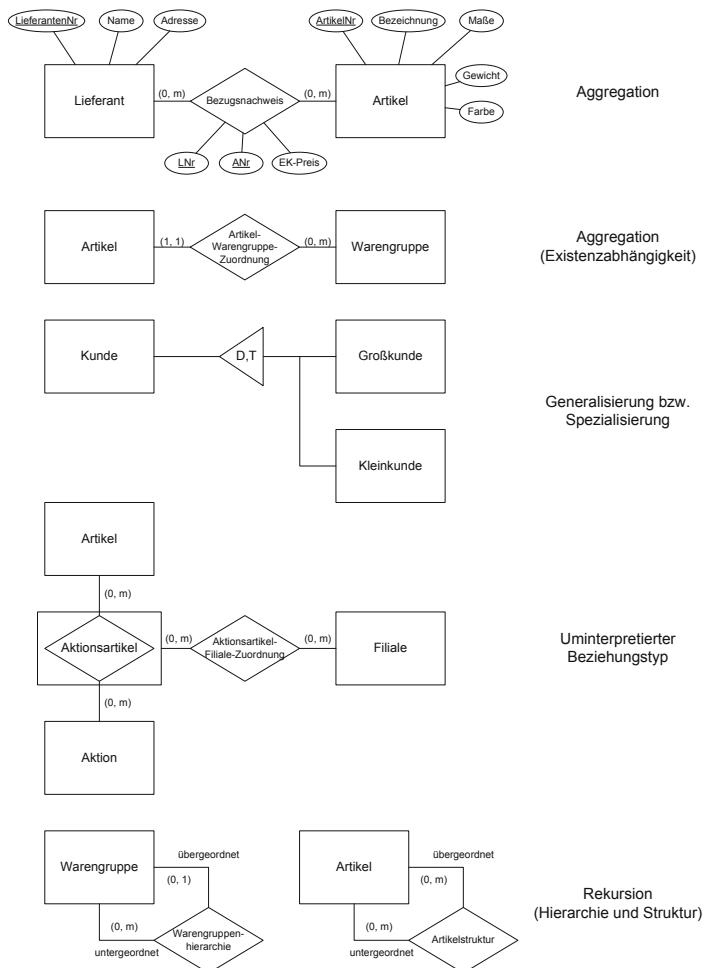 LieferantenNr
Name
Adresse
ArtikelNr
Bezeichnung
Maße
Lieferant
(0, m)
Bezugsnachweis
(0, m)
Artikel
Gewicht
Farbe
Aggregation
LNr
ANr
EK-Preis
Artikel
(1, 1)
Artikel-
Warengruppe-
Zuordnung
(0, m)
Warengruppe
Aggregation
(Existenzabhängigkeit)
Kunde
D,T
Großkunde
Kleinkunde
Generalisierung bzw.
Spezialisierung
Artikel
(0, m)
Aktionsartikel
(0, m)
Aktionsartikel-
Filiale-Zuordnung
(0, m)
Filiale
Uminterpretierter
Beziehungstyp
(0, m)
Aktion
Warengruppe
übergeordnet
(0, 1)
(0, m)
untergeordnet
Warengruppen-
hierarchie
Artikel
übergeordnet
(0, m)
(0, m)
untergeordnet
Artikelstruktur
Rekursion
(Hierarchie und Struktur)